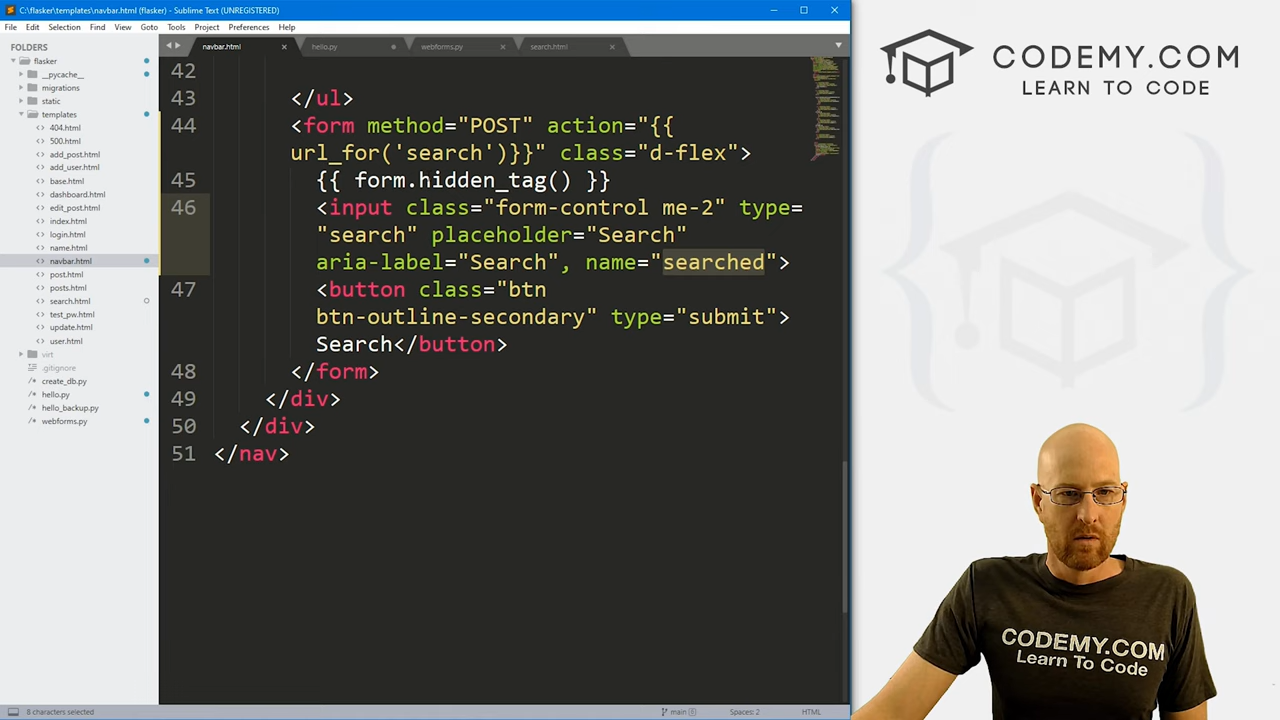 C:\flasker\templates\navbar.html (flasker) - Sublime Text (UNREGISTERED)
File Edit Selection Find View Goto Tools Project Preferences Help
FOLDERS
flasker
__pycache__
migrations
static
templates
404.html
500.html
add_post.html
add_user.html
base.html
dashboard.html
edit_post.html
index.html
login.html
name.html
navbar.html
post.html
posts.html
search.html
test_pw.html
update.html
user.html
virt
.gitignore
create_db.py
hello.py
hello_backup.py
webforms.py
navbar.html hello.py webforms.py search.html
42
43 </ul>
44 <form method="POST" action="{{
url_for('search')}}" class="d-flex">
45 {{ form.hidden_tag() }}
46 <input class="form-control me-2" type=
"search" placeholder="Search"
aria-label="Search", name="searched">
47 <button class="btn
btn-outline-secondary" type="submit">
Search</button>
48 </form>
49 </div>
50 </div>
51 </nav>
8 characters selected
main
Spaces: 2
HTML
CODEMY.COM
LEARN TO CODE
CODEMY.COM
Learn To Code